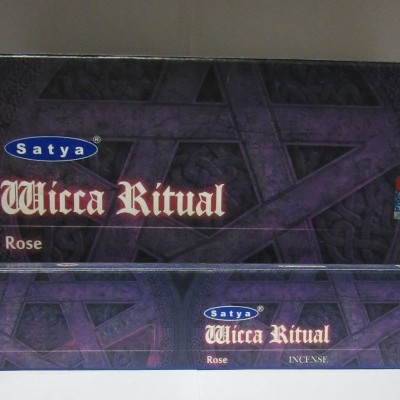 Satya®
Wicca Ritual
Rose
Satya®
Wicca Ritual
Rose INCENSE